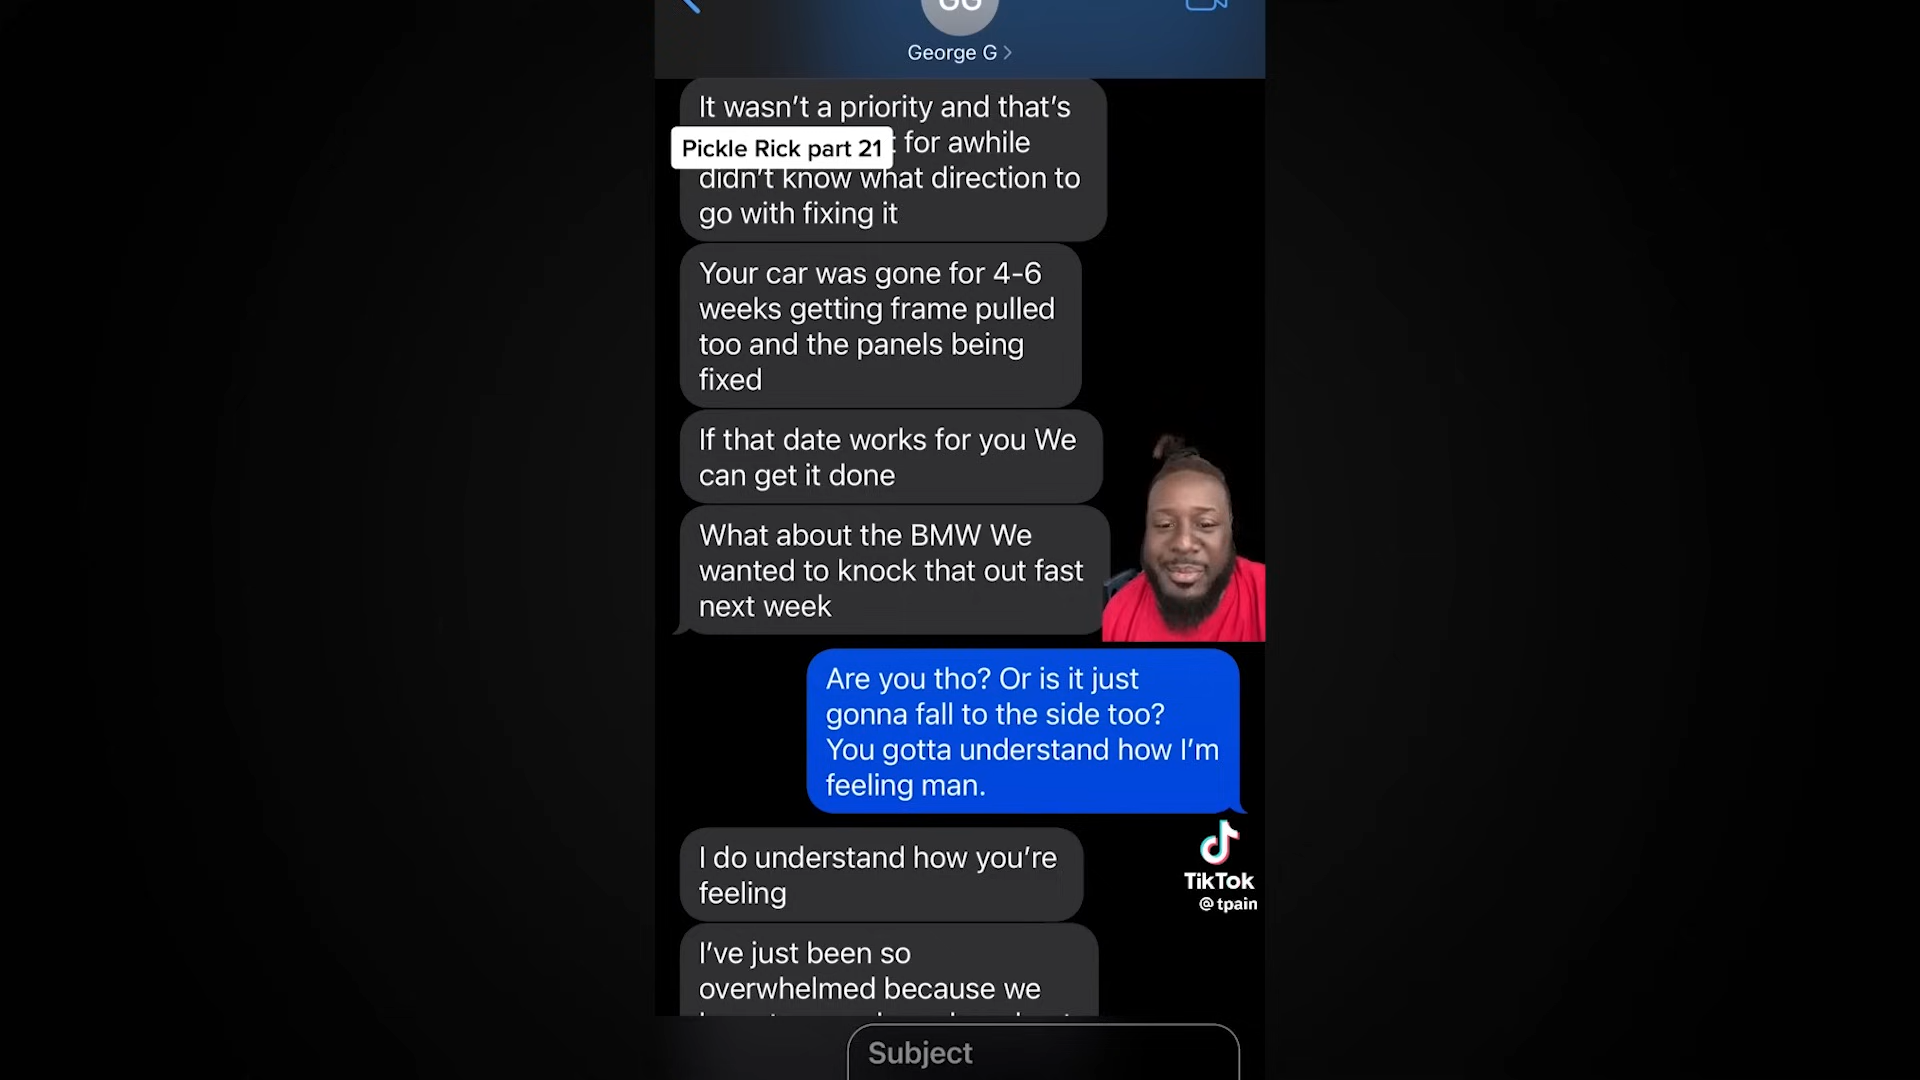 GG
George G
It wasn't a priority and that's
Pickle Rick part 21
for awhile
didn't know what direction to
go with fixing it
Your car was gone for 4-6
weeks getting frame pulled
too and the panels being
fixed
If that date works for you We
can get it done
What about the BMW We
wanted to knock that out fast
next week
Are you tho? Or is it just
gonna fall to the side too?
You gotta understand how I'm
feeling man.
I do understand how you're
feeling
TikTok
@tpain
I've just been so
overwhelmed because we
Subject